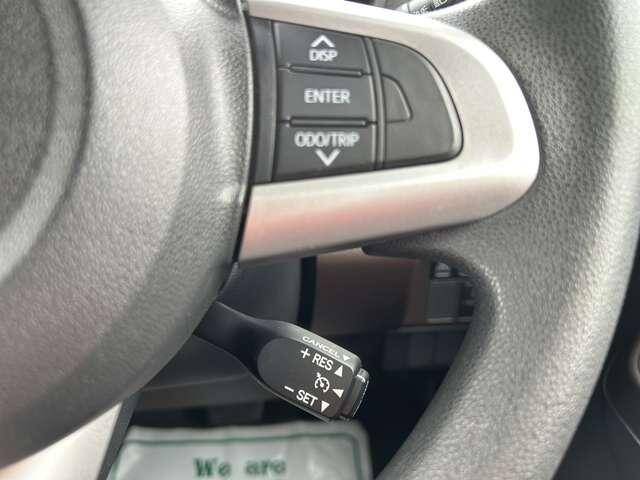 DISP
ENTER
ODO/TRIP
CANCEL
+ RES
− SET
We are